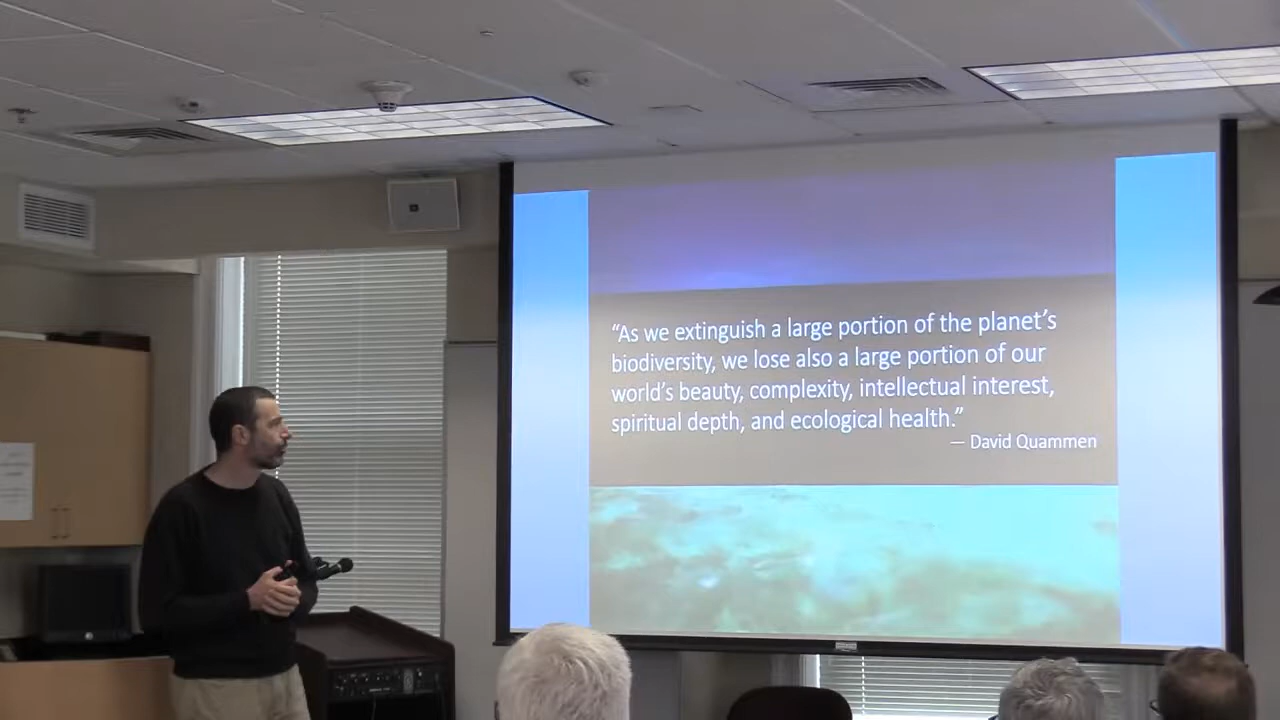 “As we extinguish a large portion of the planet’s
biodiversity, we lose also a large portion of our
world’s beauty, complexity, intellectual interest,
spiritual depth, and ecological health.”
— David Quammen